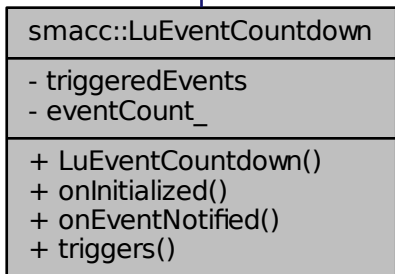 smacc::LuEventCountdown
- triggeredEvents
- eventCount_
+ LuEventCountdown()
+ onInitialized()
+ onEventNotified()
+ triggers()